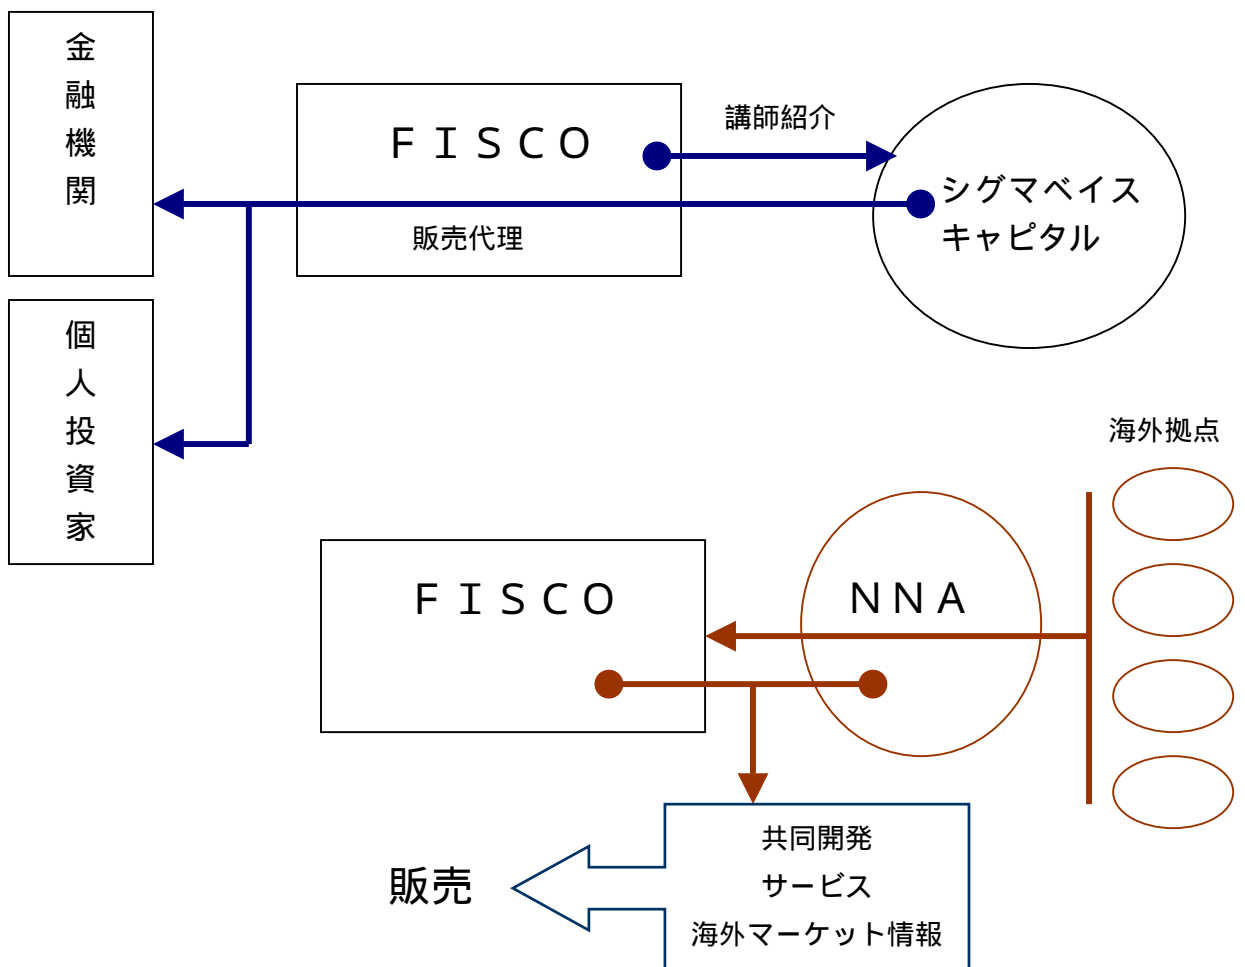 金融機関
ＦＩＳＣＯ
講師紹介
シグマベイス
キャピタル
販売代理
個人投資家
海外拠点
ＦＩＳＣＯ
ＮＮＡ
共同開発
サービス
海外マーケット情報
販売